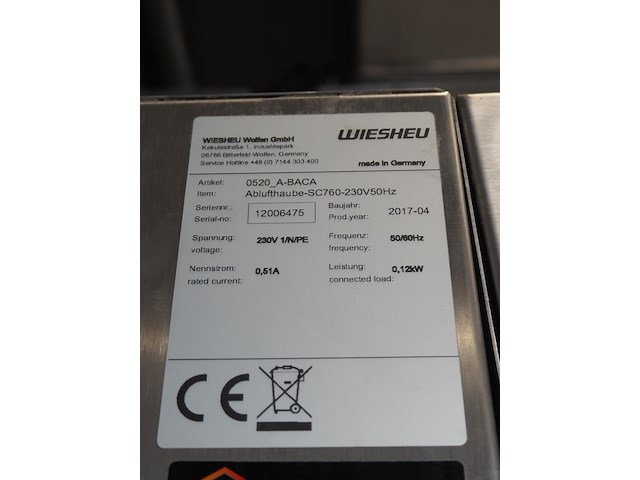 WIESHEU Wolfen GmbH
Kekulestraße 1, Industriepark
06766 Bitterfeld-Wolfen, Germany
Service Hotline +49 (0) 7144 303 400
WIESHEU
made in Germany
Artikel: 0520_A-BACA
Item: Ablufthaube-SC760-230V50Hz
Seriennr.: Baujahr:
Serial-no: 12006475 Prod.year: 2017-04
Spannung: 230V 1/N/PE Frequenz: 50/60Hz
voltage: frequency:
Nennstrom: 0,51A Leistung: 0,12kW
rated current: connected load:
CE